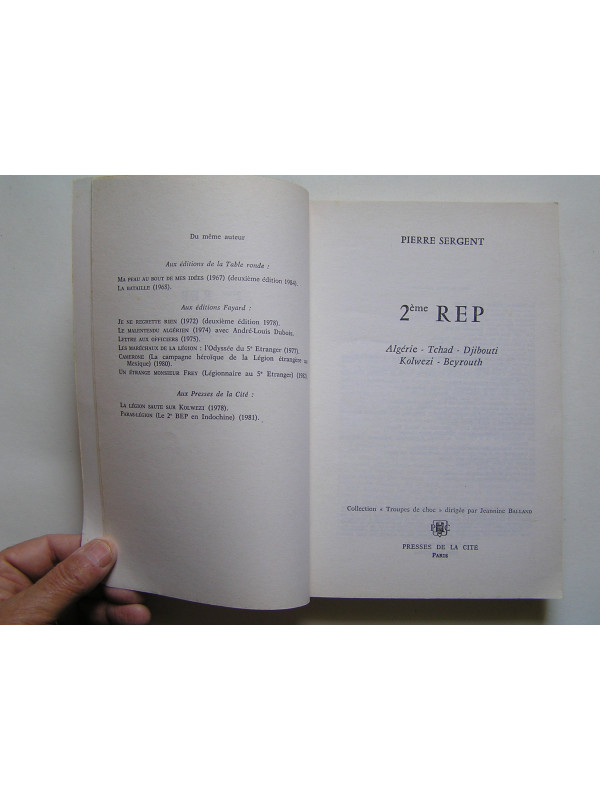 Du même auteur
Aux éditions de la Table ronde :
MA PEAU AU BOUT DE MES IDÉES (1967) (deuxième édition 1984).
LA BATAILLE (1968).
Aux éditions Fayard :
JE NE REGRETTE RIEN (1972) (deuxième édition 1978).
LE MALENTENDU ALGÉRIEN (1974) avec André-Louis Dubois.
LETTRE AUX OFFICIERS (1975).
LES MARÉCHAUX DE LA LÉGION : l'Odyssée du 5e Etranger (1977).
CAMERONE (La campagne héroïque de la Légion étrangère au
Mexique) (1980).
UN ÉTRANGE MONSIEUR FREY (Légionnaire au 5e Etranger) (1982
Aux Presses de la Cité :
LA LÉGION SAUTE SUR KOLWEZI (1978).
PARAS-LÉGION (Le 2e BEP en Indochine) (1981).
PIERRE SERGENT
2ème REP
Algérie - Tchad - Djibouti
Kolwezi - Beyrouth
Collection « Troupes de choc » dirigée par Jeannine BALLAND
PRESSES DE LA CITÉ
PARIS